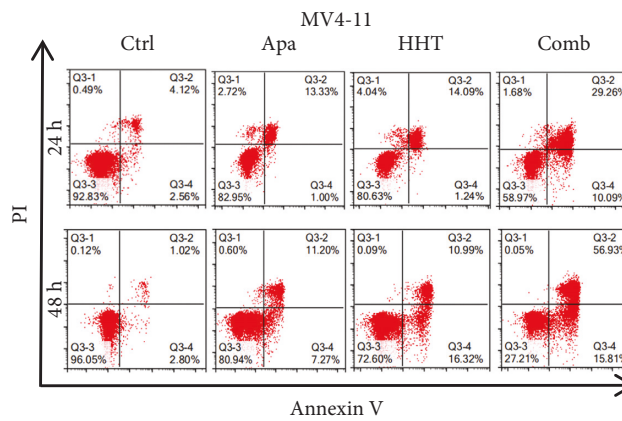 MV4-11
Ctrl Apa HHT Comb
24 h
Q3-1 Q3-2 Q3-1 Q3-2 Q3-1 Q3-2 Q3-1 Q3-2
0.49% 4.12% 2.72% 13.33% 4.04% 14.09% 1.68% 29.26%
Q3-3 Q3-4 Q3-3 Q3-4 Q3-3 Q3-4 Q3-3 Q3-4
92.83% 2.56% 82.95% 1.00% 80.63% 1.24% 58.97% 10.09%
PI
48 h
Q3-1 Q3-2 Q3-1 Q3-2 Q3-1 Q3-2 Q3-1 Q3-2
0.12% 1.02% 0.60% 11.20% 0.09% 10.99% 0.05% 56.93%
Q3-3 Q3-4 Q3-3 Q3-4 Q3-3 Q3-4 Q3-3 Q3-4
96.05% 2.80% 80.94% 7.27% 72.60% 16.32% 27.21% 15.81%
Annexin V